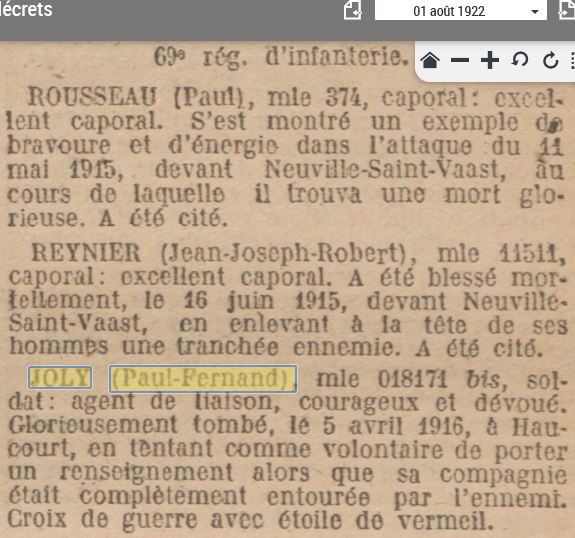 décrets
01 août 1922
69e rég. d'infanterie.
ROUSSEAU (Paul), mle 374, caporal : excel-
lent caporal. S'est montré un exemple de
bravoure et d'énergie dans l'attaque du 11
mai 1915, devant Neuville-Saint-Vaast, au
cours de laquelle il trouva une mort glo-
rieuse. A été cité.
REYNIER (Jean-Joseph-Robert), mle 11511,
caporal : excellent caporal. A été blessé mor-
tellement, le 16 juin 1915, devant Neuville-
Saint-Vaast, en enlevant à la tête de ses
hommes une tranchée ennemie. A été cité.
JOLY (Paul-Fernand), mle 018171 bis, sol-
dat : agent de liaison, courageux et dévoué.
Glorieusement tombé, lé 5 avril 1916, à Hau-
court, en tentant comme volontaire de porter
un renseignement alors que sa compagnie
était complètement entourée par l'ennemi.
Croix de guerre avec étoile de vermeil.